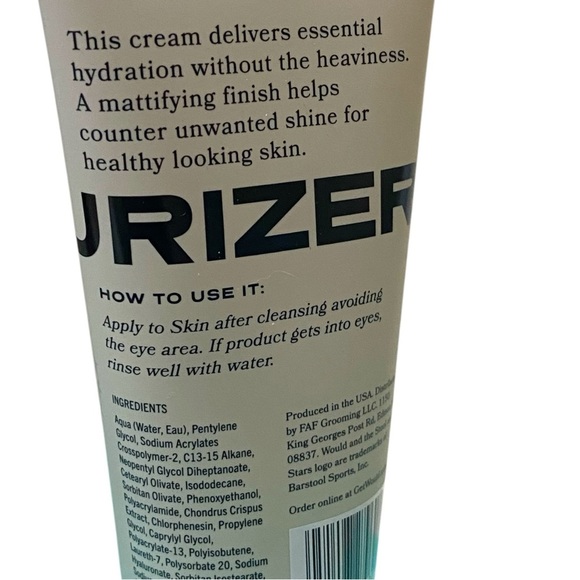 This cream delivers essential
hydration without the heaviness.
A mattifying finish helps
counter unwanted shine for
healthy looking skin.
URIZER
HOW TO USE IT:
Apply to Skin after cleansing avoiding
the eye area. If product gets into eyes,
rinse well with water.
INGREDIENTS
Aqua (Water, Eau), Pentylene
Glycol, Sodium Acrylates
Crosspolymer-2, C13-15 Alkane,
Neopentyl Glycol Diheptanoate,
Cetearyl Olivate, Isododecane,
Sorbitan Olivate, Phenoxyethanol,
Polyacrylamide, Chondrus Crispus
Extract, Chlorphenesin, Propylene
Glycol, Caprylyl Glycol,
Polyacrylate-13, Polyisobutene,
Laureth-7, Polysorbate 20, Sodium
Hyaluronate, Sorbitan Isostearate,
Produced in the USA.
by FAF Grooming LLC.
King Georges Post Rd,
08837. Would and the
Stars logo are
Barstool Sports, Inc.
Order online at